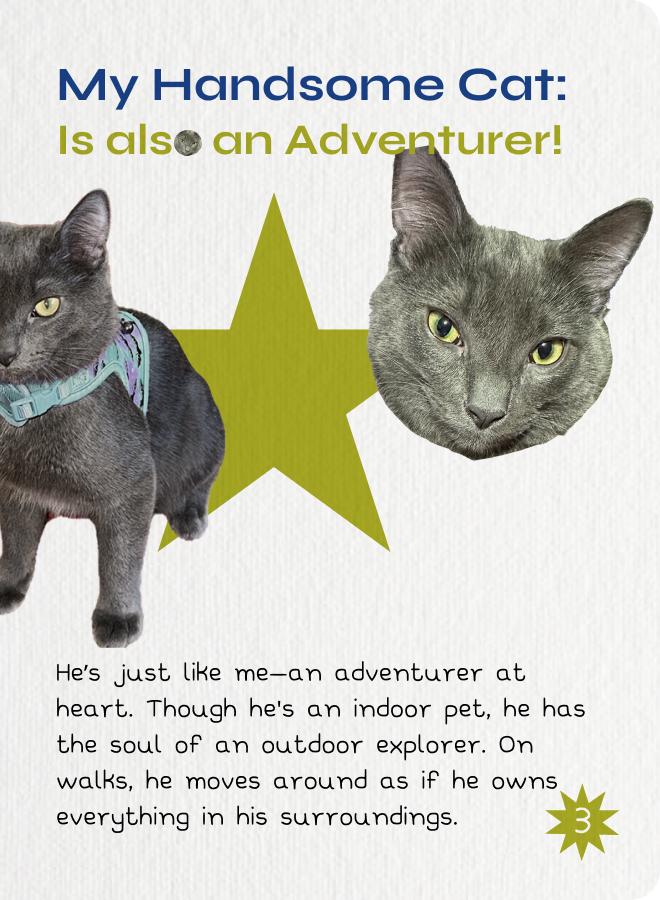 My Handsome Cat:
Is also an Adventurer!
He's just like me—an adventurer at
heart. Though he's an indoor pet, he has
the soul of an outdoor explorer. On
walks, he moves around as if he owns
everything in his surroundings.
3